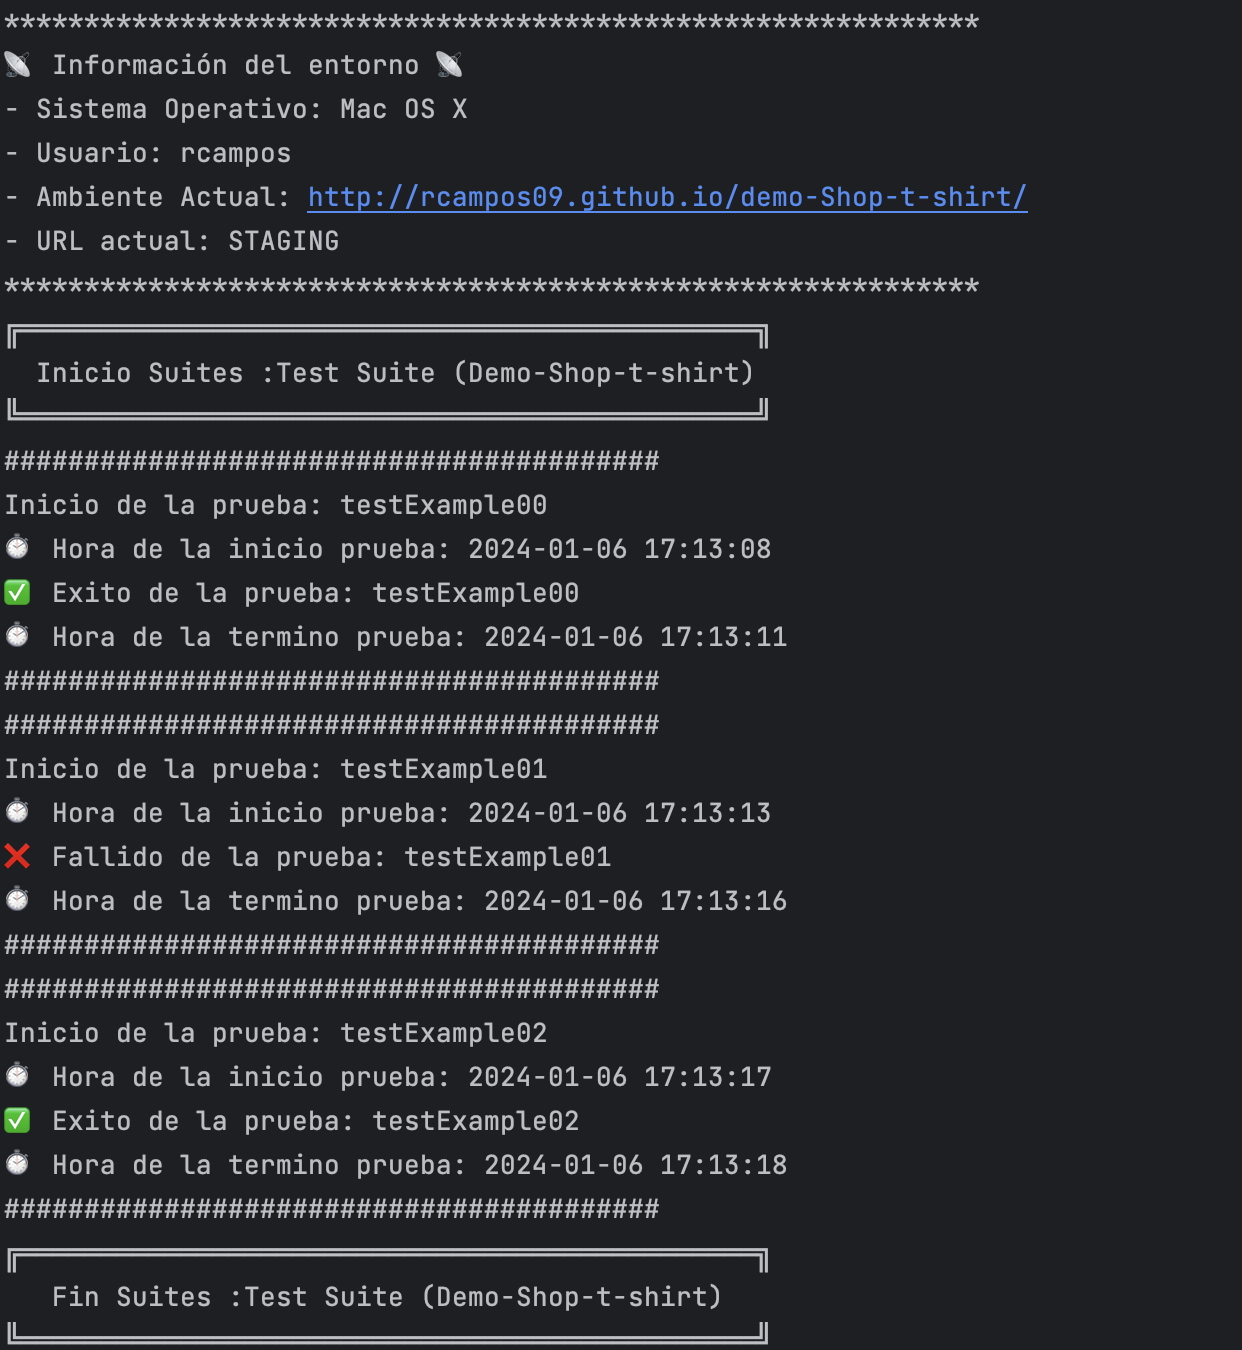 *************************************************************
📡 Información del entorno 📡
- Sistema Operativo: Mac OS X
- Usuario: rcampos
- Ambiente Actual: http://rcampos09.github.io/demo-Shop-t-shirt/
- URL actual: STAGING
*************************************************************
╔══════════════════════════════════════════════╗
Inicio Suites :Test Suite (Demo-Shop-t-shirt)
╚══════════════════════════════════════════════╝
#########################################
Inicio de la prueba: testExample00
⏱ Hora de la inicio prueba: 2024-01-06 17:13:08
✅ Exito de la prueba: testExample00
⏱ Hora de la termino prueba: 2024-01-06 17:13:11
#########################################
#########################################
Inicio de la prueba: testExample01
⏱ Hora de la inicio prueba: 2024-01-06 17:13:13
❌ Fallido de la prueba: testExample01
⏱ Hora de la termino prueba: 2024-01-06 17:13:16
#########################################
#########################################
Inicio de la prueba: testExample02
⏱ Hora de la inicio prueba: 2024-01-06 17:13:17
✅ Exito de la prueba: testExample02
⏱ Hora de la termino prueba: 2024-01-06 17:13:18
#########################################
╔══════════════════════════════════════════════╗
Fin Suites :Test Suite (Demo-Shop-t-shirt)
╚══════════════════════════════════════════════╝